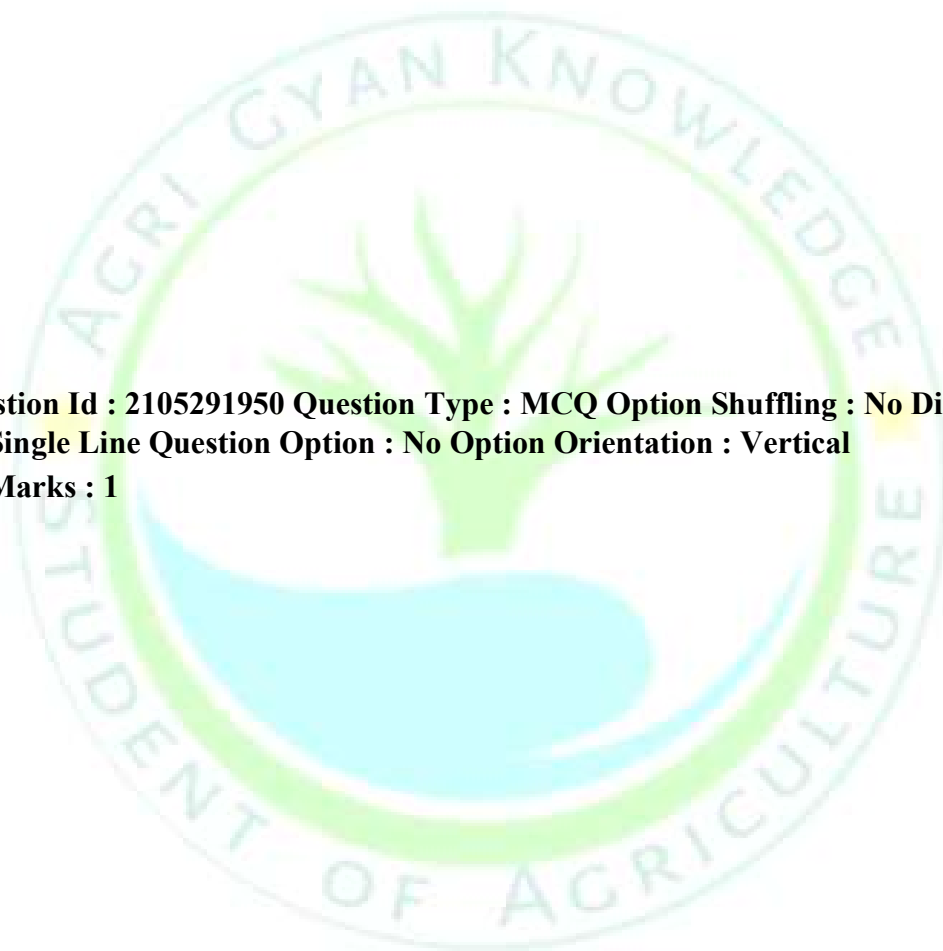 AGRI GYAN KNOWLEDGE
stion Id : 2105291950 Question Type : MCQ Option Shuffling : No Di
Single Line Question Option : No Option Orientation : Vertical
Marks : 1
STUDENT OF AGRICULTURE